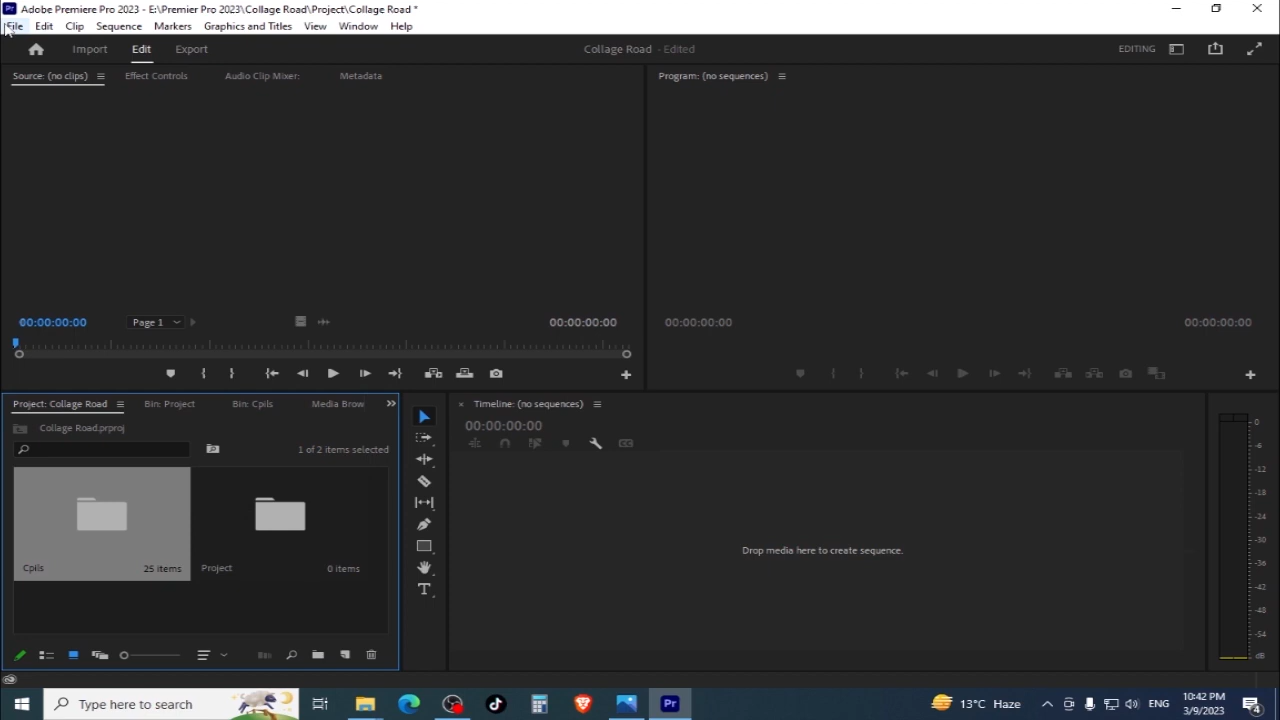 Adobe Premiere Pro 2023 - E:\Premier Pro 2023\Collage Road\Project\Collage Road *
File Edit Clip Sequence Markers Graphics and Titles View Window Help
Import Edit Export Collage Road - Edited EDITING
Source: (no clips) Effect Controls Audio Clip Mixer: Metadata Program: (no sequences)
00:00:00:00 Page 1 00:00:00:00 00:00:00:00 00:00:00:00
Project: Collage Road Bin: Project Bin: Cpils Media Brow Timeline: (no sequences)
Collage Road.prproj 00:00:00:00
1 of 2 items selected
Cpils 25 items Project 0 items
Drop media here to create sequence.
0
-6
-12
-18
-24
-30
-36
-42
-48
-54
dB
Type here to search 13°C Haze ENG 10:42 PM
3/9/2023 4